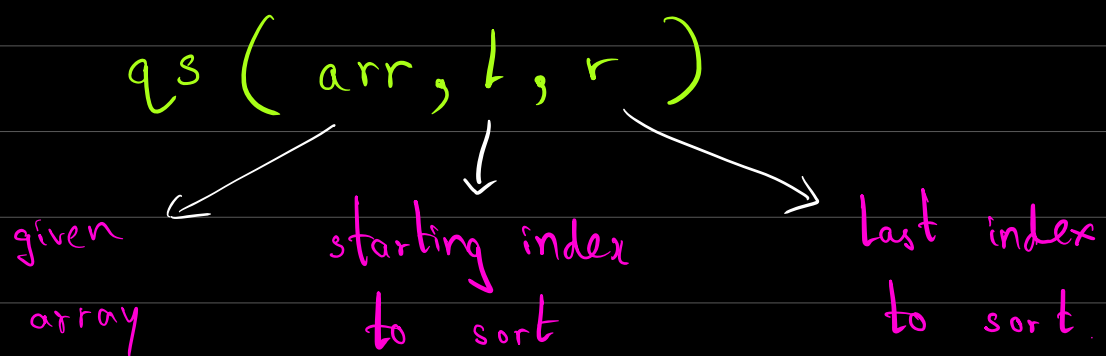 qs ( arr, l, r )
given array
starting index to sort
last index to sort